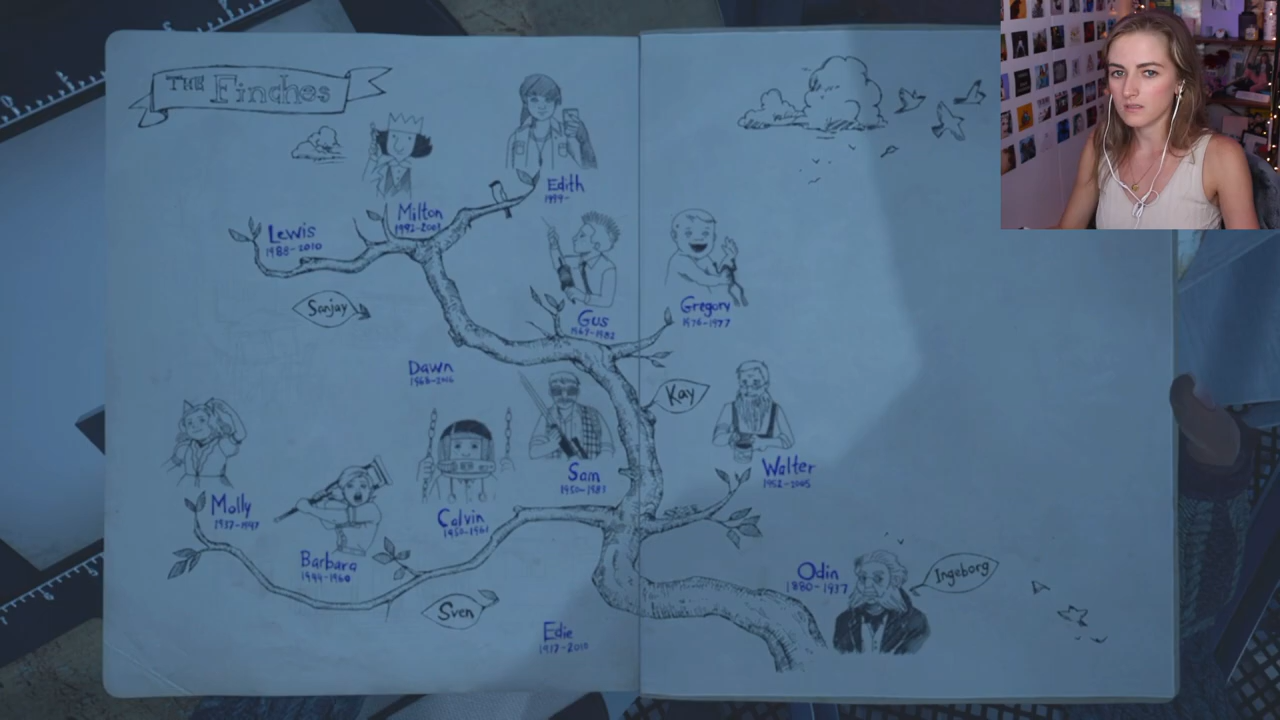 THE Finches
Edith
1999-
Milton
1992-2003
Lewis
1988-2010
Sanjay
Gus
1969-1982
Gregory
1976-1977
Dawn
1968-2016
Kay
Sam
1950-1983
Walter
1952-2005
Molly
1937-1947
Calvin
1950-1961
Barbara
1944-1960
Sven
Odin
1880-1937
Ingeborg
Edie
1917-2010